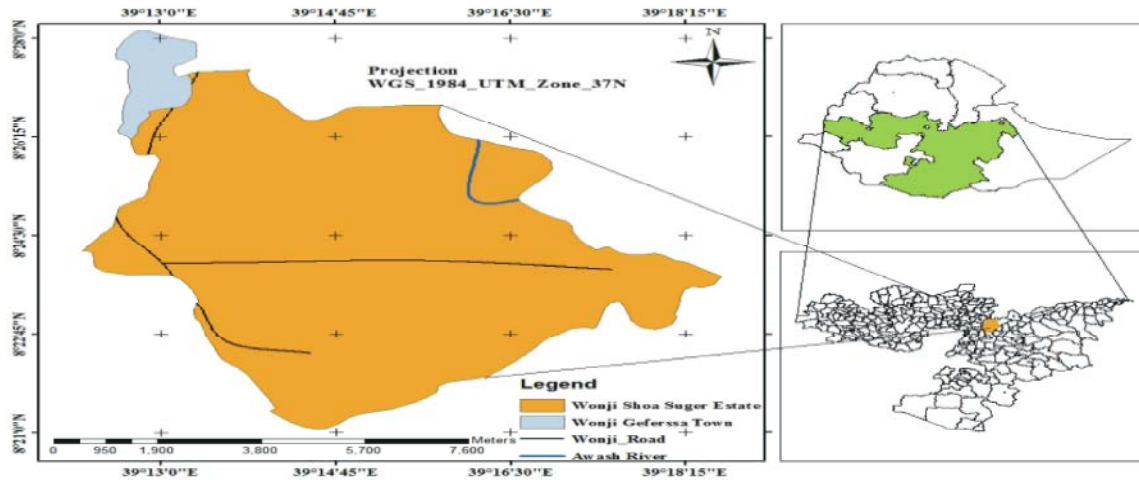 39°13'0"E 39°14'45"E 39°16'30"E 39°18'15"E
N
Projection
WGS_1984_UTM_Zone_37N
8°28'0"N
8°26'15"N
8°24'30"N
8°22'45"N
8°21'0"N
Legend
Wonji Shoa Suger Estate
Wonji Geferssa Town
Wonji_Road
Awash River
Meters
0 950 1,900 3,800 5,700 7,600
39°13'0"E 39°14'45"E 39°16'30"E 39°18'15"E